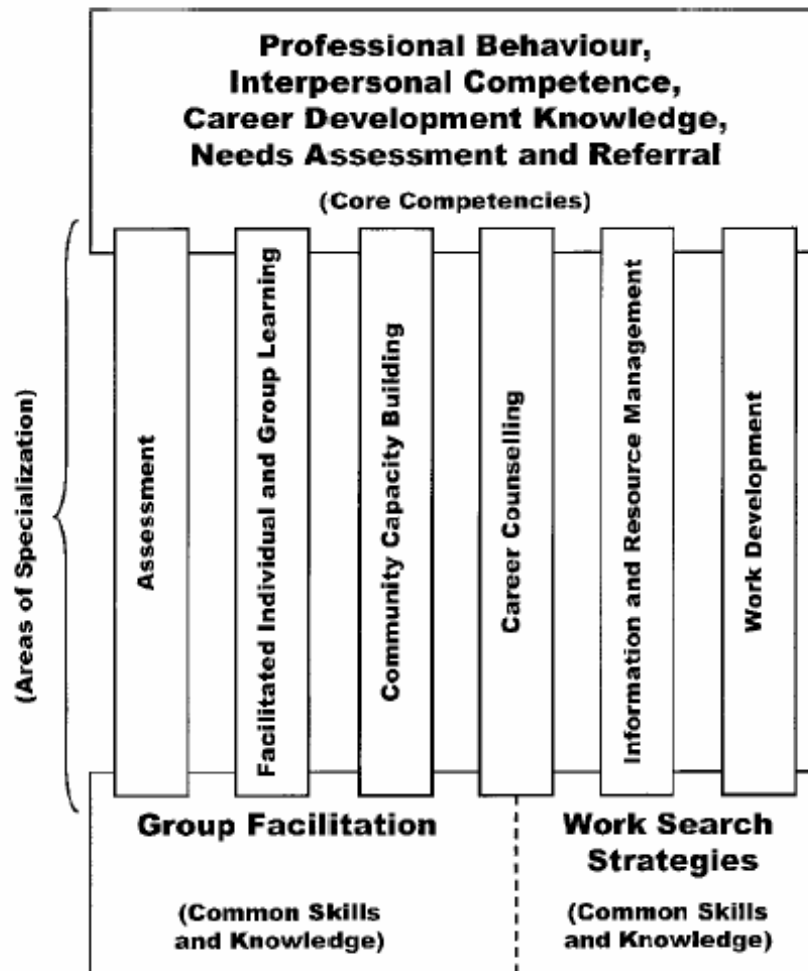 Professional Behaviour,
Interpersonal Competence,
Career Development Knowledge,
Needs Assessment and Referral
(Core Competencies)
(Areas of Specialization)
Assessment
Facilitated Individual and Group Learning
Community Capacity Building
Career Counselling
Information and Resource Management
Work Development
Group Facilitation
(Common Skills
and Knowledge)
Work Search
Strategies
(Common Skills
and Knowledge)